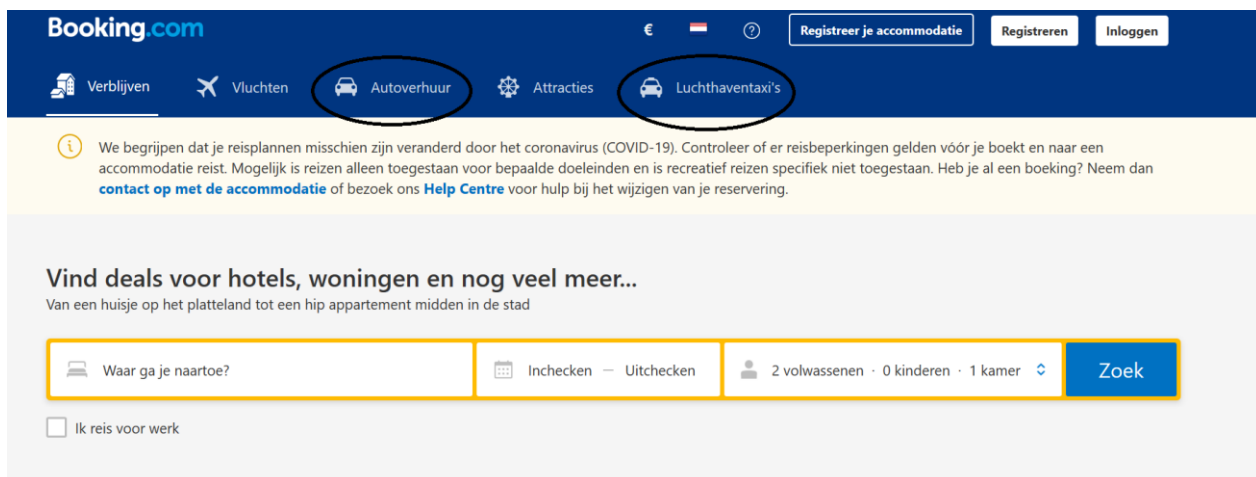 Booking.com
€
Registreer je accommodatie
Registreren
Inloggen
Verblijven
Vluchten
Autoverhuur
Attracties
Luchthaventaxi's
We begrijpen dat je reisplannen misschien zijn veranderd door het coronavirus (COVID-19). Controleer of er reisbeperkingen gelden vóór je boekt en naar een
accommodatie reist. Mogelijk is reizen alleen toegestaan voor bepaalde doeleinden en is recreatief reizen specifiek niet toegestaan. Heb je al een boeking? Neem dan
contact op met de accommodatie of bezoek ons Help Centre voor hulp bij het wijzigen van je reservering.
Vind deals voor hotels, woningen en nog veel meer...
Van een huisje op het platteland tot een hip appartement midden in de stad
Waar ga je naartoe?
Inchecken — Uitchecken
2 volwassenen · 0 kinderen · 1 kamer
Zoek
Ik reis voor werk